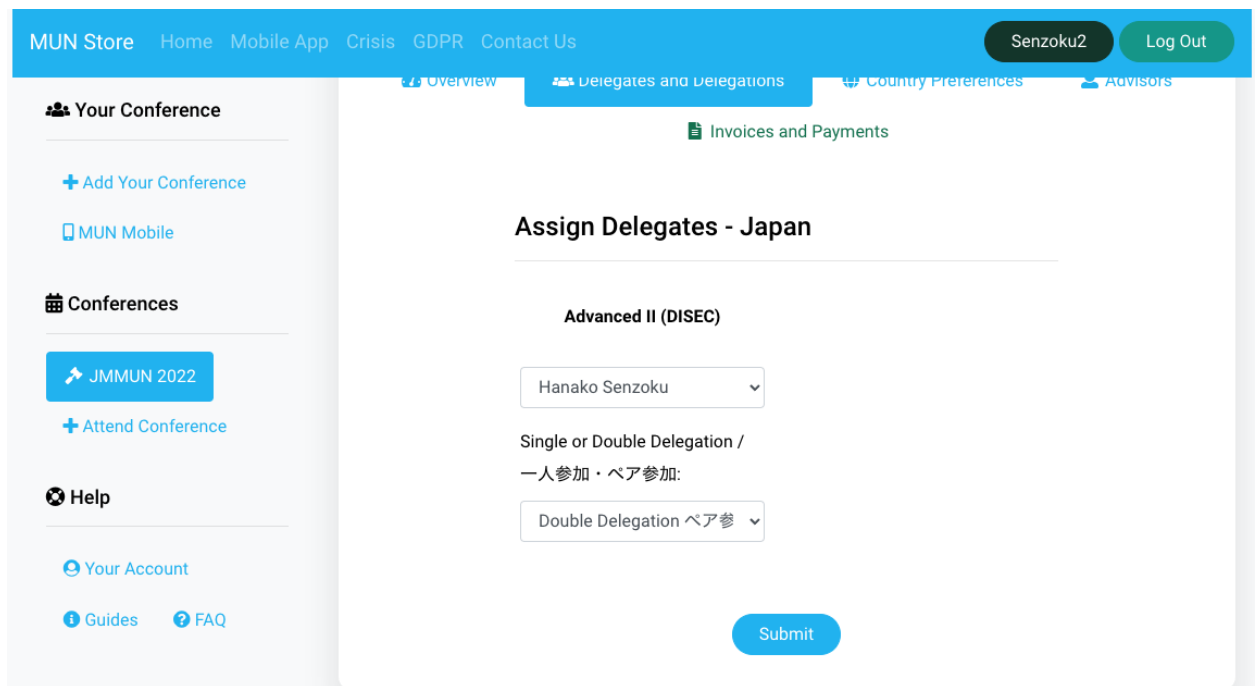 MUN Store Home Mobile App Crisis GDPR Contact Us Senzoku2 Log Out
Overview Delegates and Delegations Country Preferences Advisors
Invoices and Payments
Your Conference
Add Your Conference
MUN Mobile
Conferences
JMMUN 2022
Attend Conference
Help
Your Account
Guides FAQ
Assign Delegates - Japan
Advanced II (DISEC)
Hanako Senzoku
Single or Double Delegation /
一人参加・ペア参加:
Double Delegation ペア参
Submit